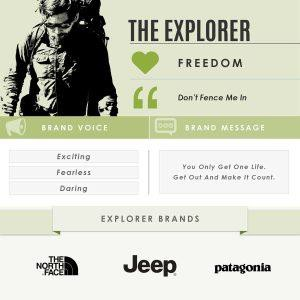 THE EXPLORER
FREEDOM
Don't Fence Me In
BRAND VOICE
BRAND MESSAGE
Exciting
Fearless
Daring
You Only Get One Life.
Get Out And Make It Count.
EXPLORER BRANDS
THE
NORTH
FACE
Jeep
patagonia